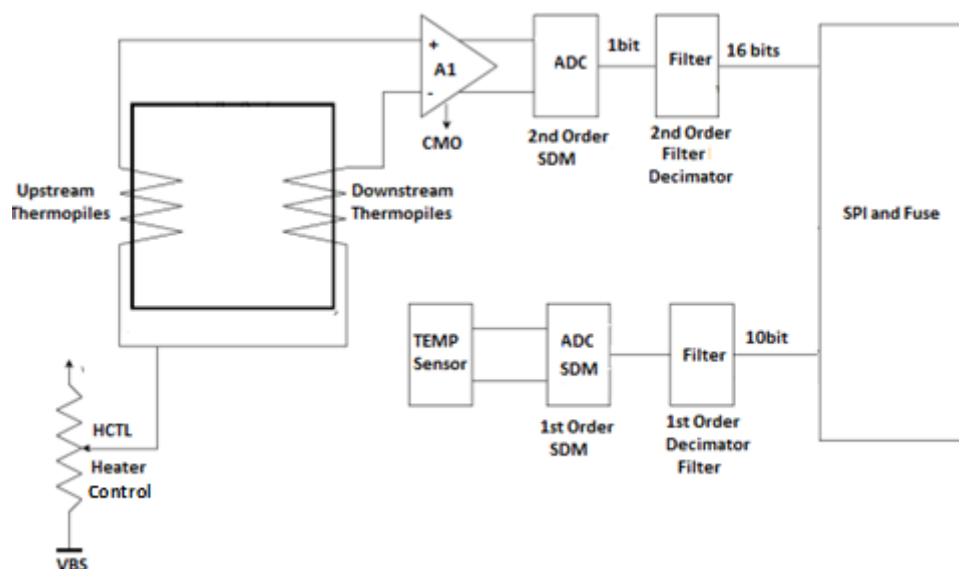 +
A1
-
CMO
ADC
2nd Order
SDM
1bit
Filter
2nd Order
Filter
Decimator
16 bits
SPI and Fuse
Upstream
Thermopiles
Downstream
Thermopiles
TEMP
Sensor
ADC
SDM
1st Order
SDM
Filter
1st Order
Decimator
Filter
10bit
HCTL
Heater
Control
VBS